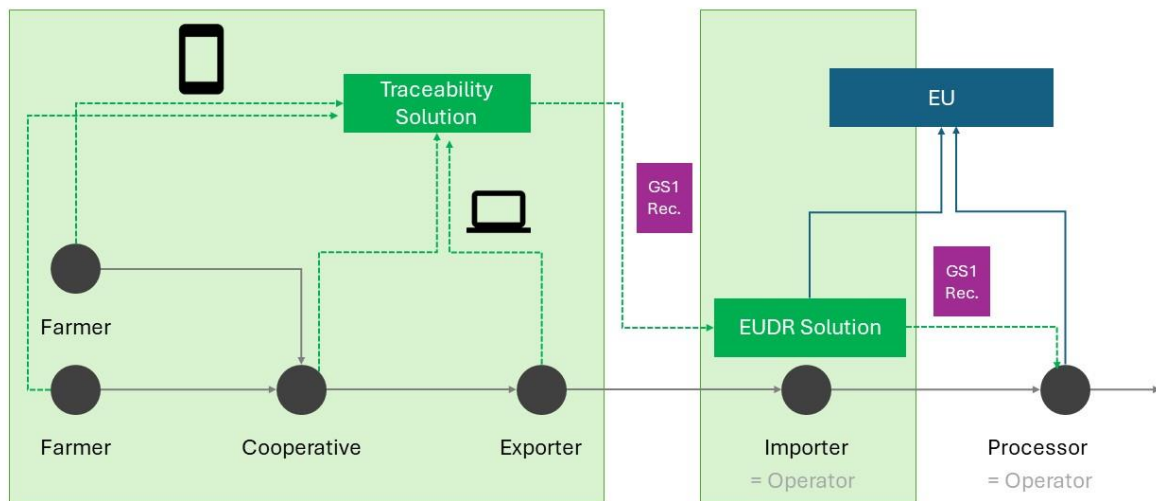 Traceability
Solution
EU
GS1
Rec.
GS1
Rec.
EUDR Solution
Farmer
Farmer
Cooperative
Exporter
Importer
= Operator
Processor
= Operator